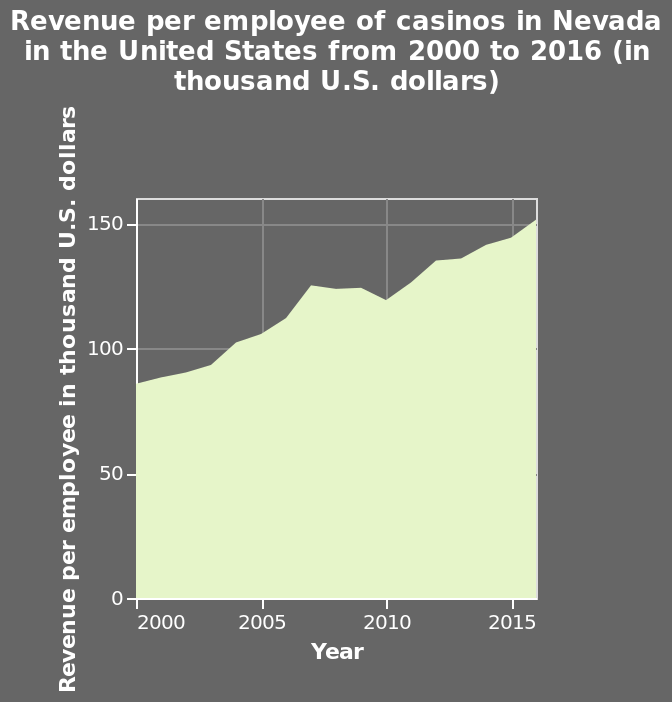 Revenue per employee of casinos in Nevada
in the United States from 2000 to 2016 (in
thousand U.S. dollars)
Revenue per employee in thousand U.S. dollars
150
100
50
0
2000 2005 2010 2015
Year